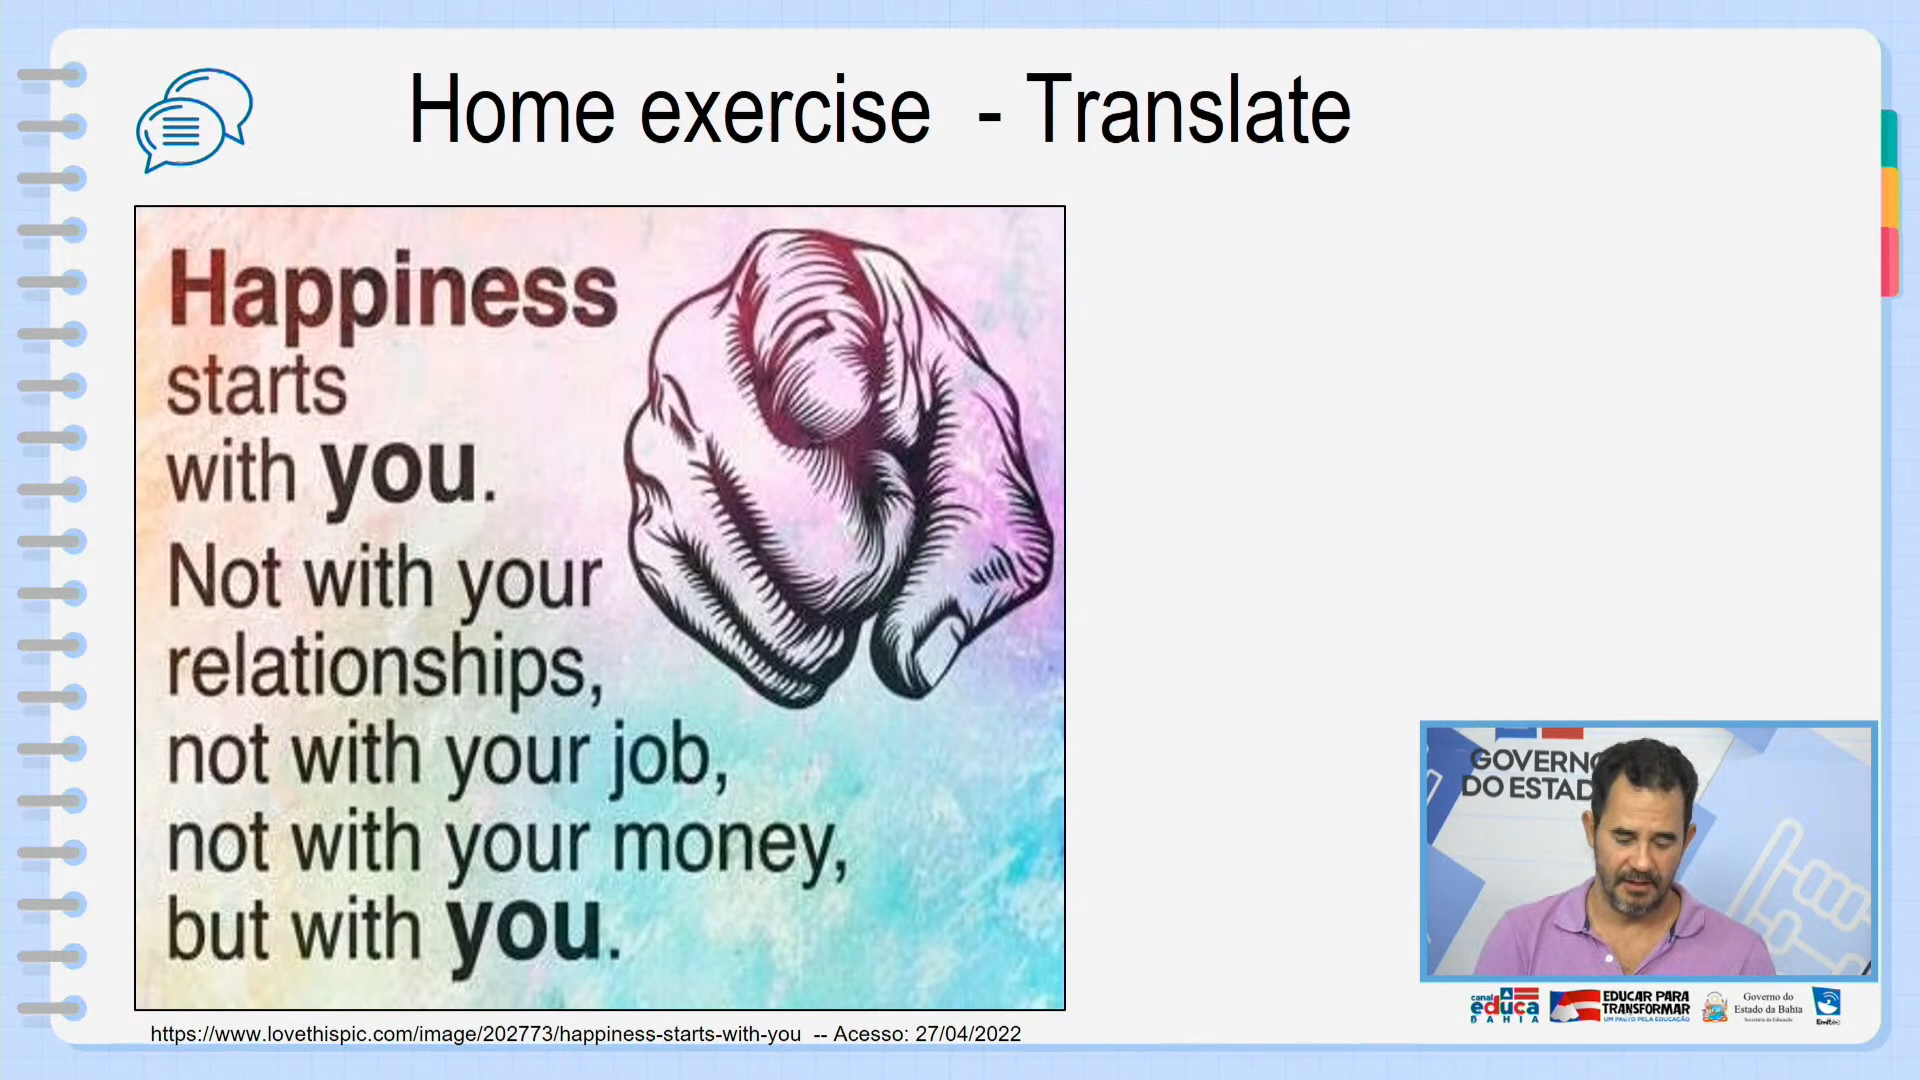 Home exercise - Translate
Happiness
starts
with you.
Not with your
relationships,
not with your job,
not with your money,
but with you.
https://www.lovethispic.com/image/202773/happiness-starts-with-you -- Acesso: 27/04/2022
GOVERNO
DO ESTAD
canal
educa
BAHIA
EDUCAR PARA
TRANSFORMAR
UM PACTO PELA EDUCAÇÃO
Governo do
Estado da Bahia
Secretaria da Educação
Emitec